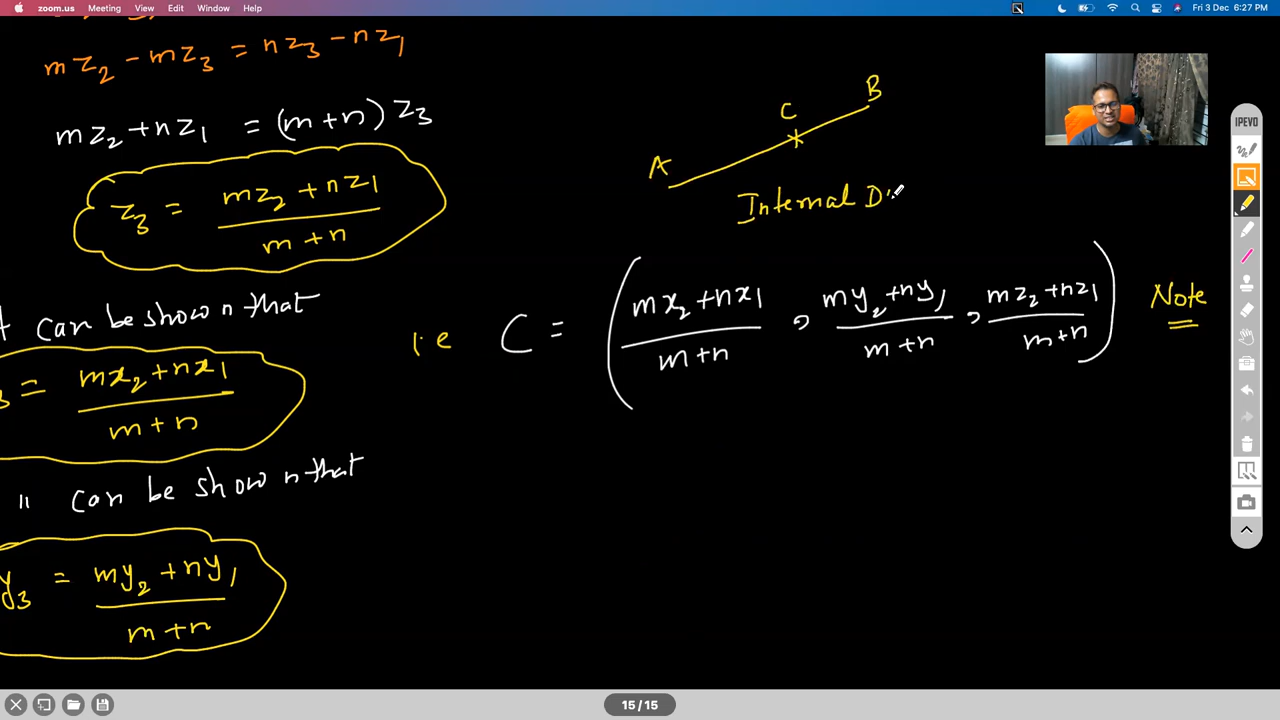 zoom.us Meeting View Edit Window Help Fri 3 Dec 6:27 PM
mz₂ - mz₃ = nz₃ - nz₁
mz₂ + nz₁ = (m+n) z₃
z₃ = mz₂ + nz₁ / m + n
can be shown that
= mx₂ + nx₁ / m + n
11 can be shown that
y₃ = my₂ + ny₁ / m + n
A C B
Internal D
i.e C = ( mx₂ + nx₁ / m + n , my₂ + ny₁ / m + n , mz₂ + nz₁ / m + n ) Note
IPEVO
15 / 15